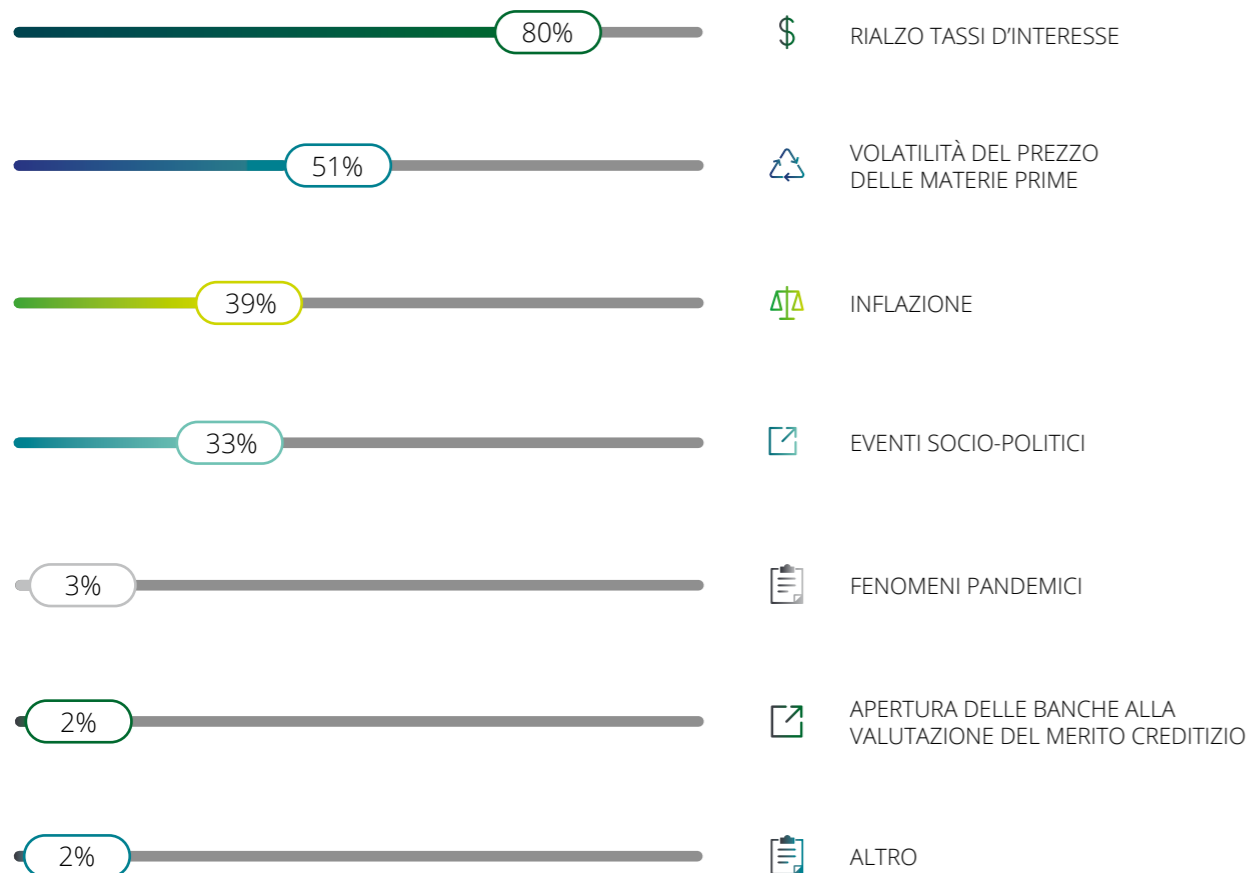 80%
RIALZO TASSI D’INTERESSE
51%
VOLATILITÀ DEL PREZZO
DELLE MATERIE PRIME
39%
INFLAZIONE
33%
EVENTI SOCIO-POLITICI
3%
FENOMENI PANDEMICI
2%
APERTURA DELLE BANCHE ALLA
VALUTAZIONE DEL MERITO CREDITIZIO
2%
ALTRO